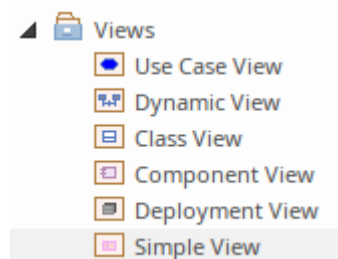 Views
Use Case View
Dynamic View
Class View
Component View
Deployment View
Simple View